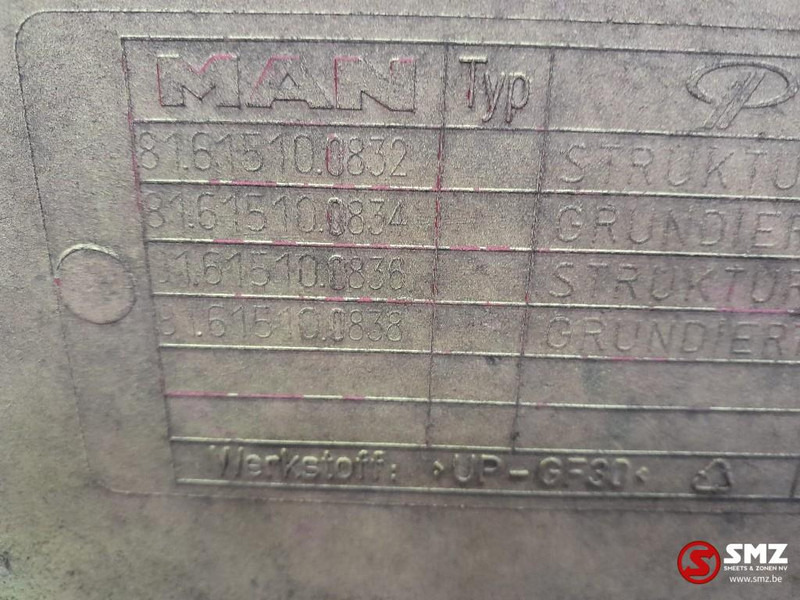 MAN Typ
81.61510.0832 STRUKTU
81.61510.0834 GRUNDIER
81.61510.0836 STRUKTUR
81.61510.0838 GRUNDIER
Werkstoff: >UP-GF30<
SMZ
SHEETS & ZONEN NV
www.smz.be